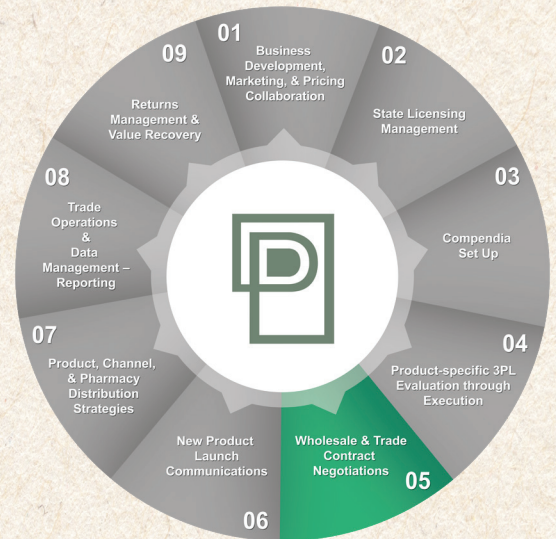 01
Business
Development,
Marketing, & Pricing
Collaboration
02
State Licensing
Management
03
Compendia
Set Up
04
Product-specific 3PL
Evaluation through
Execution
Wholesale & Trade
Contract
Negotiations
05
New Product
Launch
Communications
06
07
Product, Channel,
& Pharmacy
Distribution
Strategies
08
Trade
Operations
&
Data
Management –
Reporting
09
Returns
Management &
Value Recovery